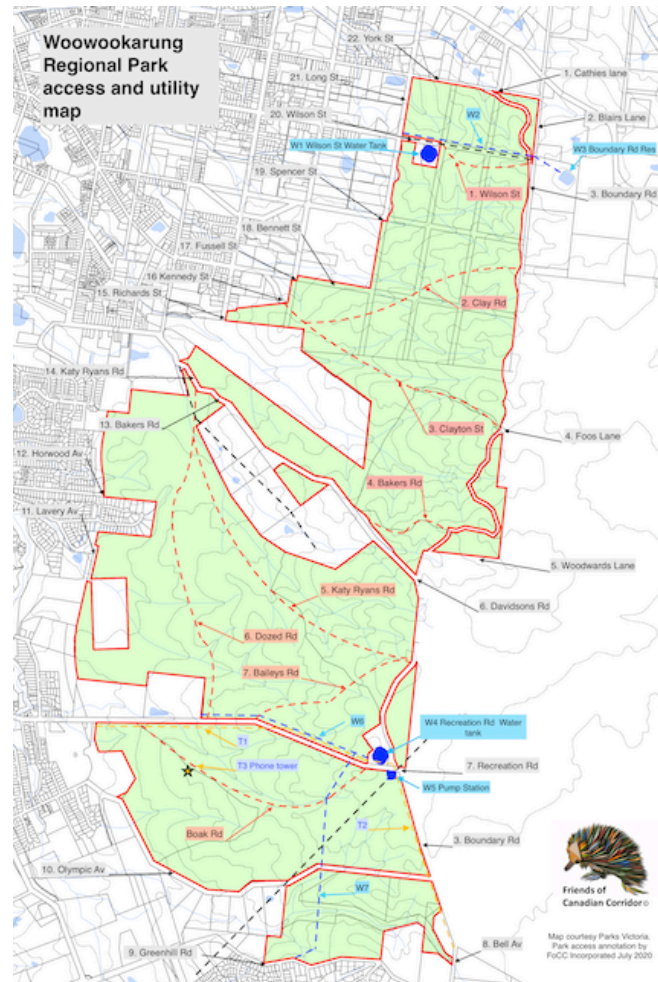 Woowookarung
Regional Park
access and utility
map
22. York St
1. Cathies lane
21. Long St
2. Blairs Lane
20. Wilson St
W2
W1 Wilson St Water Tank
W3 Boundary Rd Res
19. Spencer St
1. Wilson St
3. Boundary Rd
18. Bennett St
17. Fussell St
16 Kennedy St
15. Richards St
2. Clay Rd
14. Katy Ryans Rd
3. Clayton St
13. Bakers Rd
4. Foos Lane
12. Horwood Av
4. Bakers Rd
11. Lavery Av
5. Woodwards Lane
5. Katy Ryans Rd
6. Davidsons Rd
6. Dozed Rd
7. Baileys Rd
W6
W4 Recreation Rd Water
tank
T1
T3 Phone tower
7. Recreation Rd
W5 Pump Station
T2
Boak Rd
3. Boundary Rd
10. Olympic Av
W7
Friends of
Canadian Corridor©
9. Greenhill Rd
8. Bell Av
Map courtesy Parks Victoria.
Park access annotation by
FoCC Incorporated July 2020